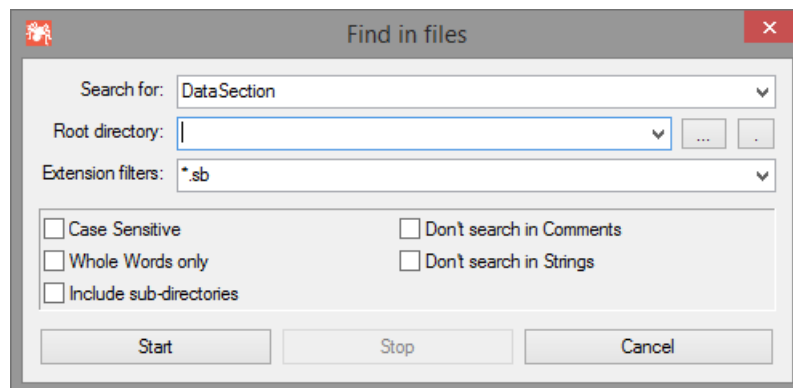 Find in files
Search for: DataSection
Root directory: ... .
Extension filters: *.sb
Case Sensitive Don't search in Comments
Whole Words only Don't search in Strings
Include sub-directories
Start Stop Cancel